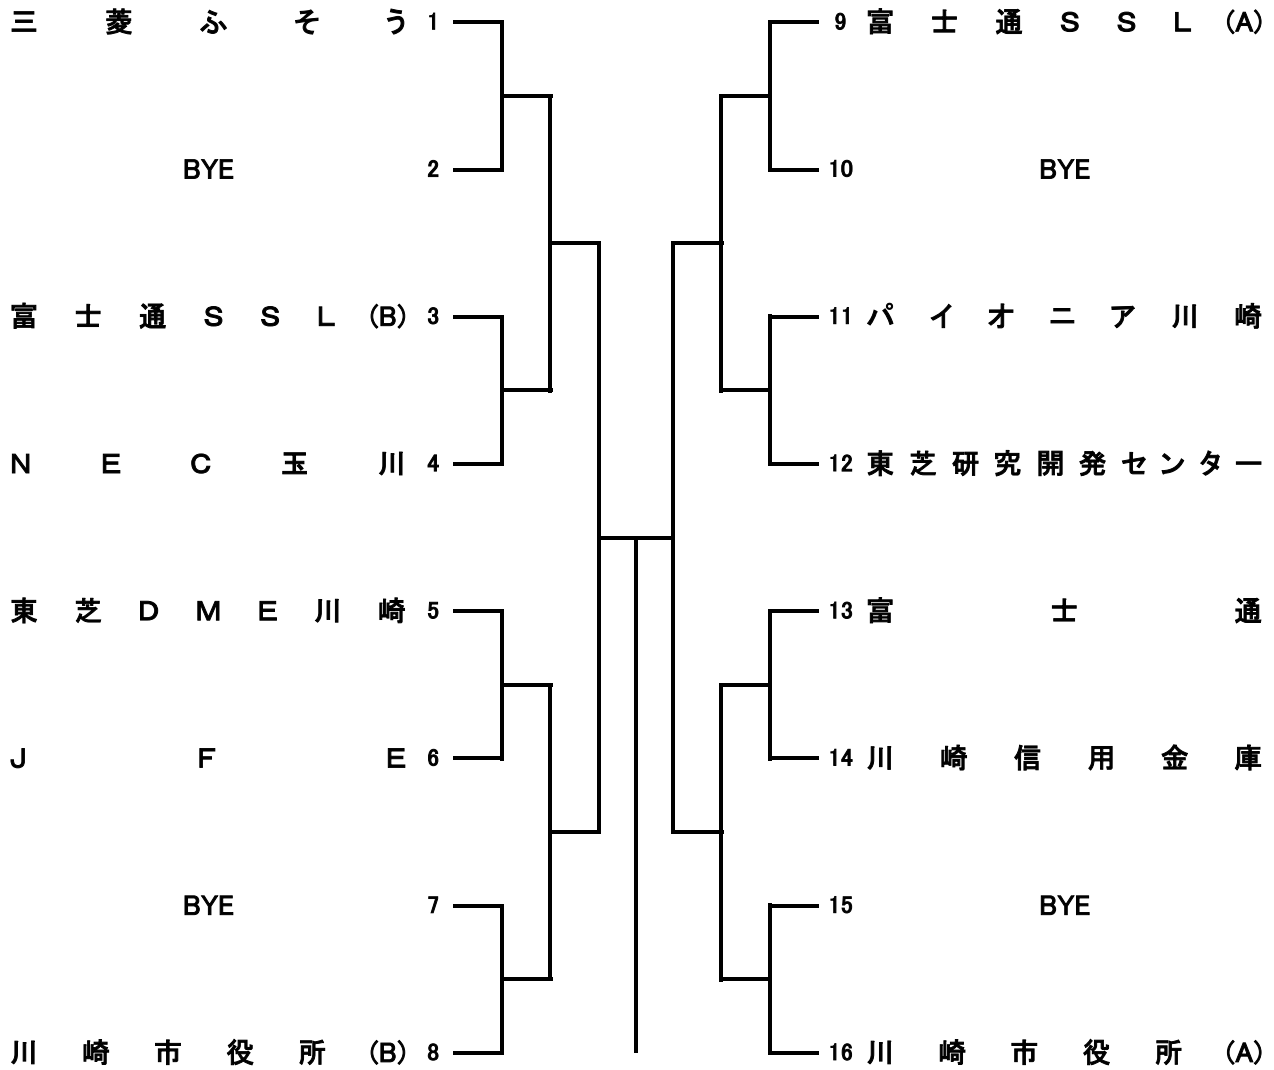 三菱ふそう 1
BYE 2
富士通ＳＳＬ(B) 3
ＮＥＣ玉川 4
東芝ＤＭＥ川崎 5
ＪＦＥ 6
BYE 7
川崎市役所(B) 8
9 富士通ＳＳＬ(A)
10 BYE
11 パイオニア川崎
12 東芝研究開発センター
13 富士通
14 川崎信用金庫
15 BYE
16 川崎市役所(A)